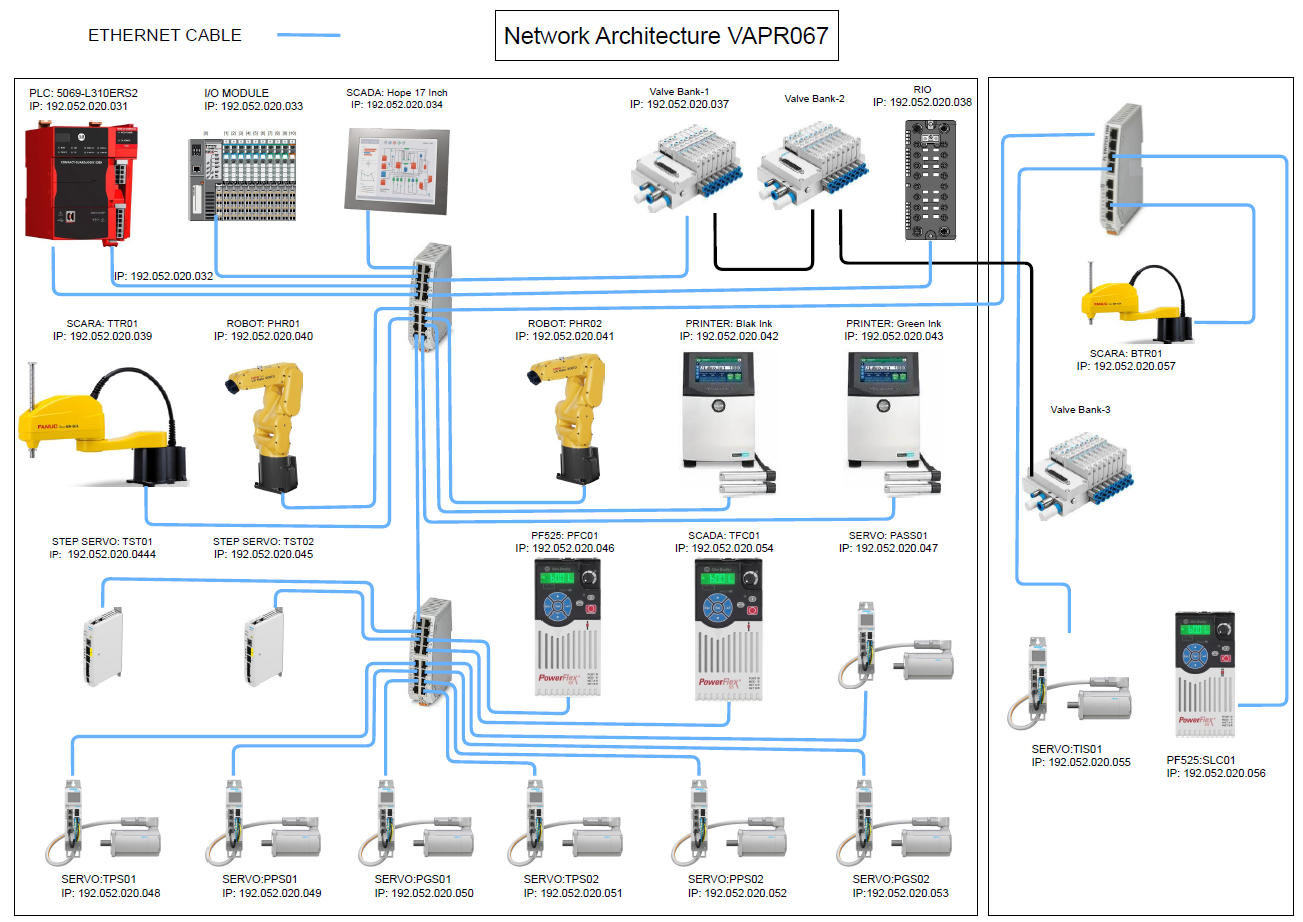 ETHERNET CABLE
Network Architecture VAPR067
PLC: 5069-L310ERS2
IP: 192.052.020.031
I/O MODULE
IP: 192.052.020.033
SCADA: Hope 17 Inch
IP: 192.052.020.034
Valve Bank-1
IP: 192.052.020.037
Valve Bank-2
RIO
IP: 192.052.020.038
IP: 192.052.020.032
SCARA: TTR01
IP: 192.052.020.039
ROBOT: PHR01
IP: 192.052.020.040
ROBOT: PHR02
IP: 192.052.020.041
PRINTER: Blak Ink
IP: 192.052.020.042
PRINTER: Green Ink
IP: 192.052.020.043
SCARA: BTR01
IP: 192.052.020.057
Valve Bank-3
FANUC
STEP SERVO: TST01
IP: 192.052.020.0444
STEP SERVO: TST02
IP: 192.052.020.045
PF525: PFC01
IP: 192.052.020.046
SCADA: TFC01
IP: 192.052.020.054
SERVO: PASS01
IP: 192.052.020.047
PowerFlex
PowerFlex
PowerFlex
SERVO:TIS01
IP: 192.052.020.055
PF525:SLC01
IP: 192.052.020.056
SERVO:TPS01
IP: 192.052.020.048
SERVO:PPS01
IP: 192.052.020.049
SERVO:PGS01
IP: 192.052.020.050
SERVO:TPS02
IP: 192.052.020.051
SERVO:PPS02
IP: 192.052.020.052
SERVO:PGS02
IP:192.052.020.053